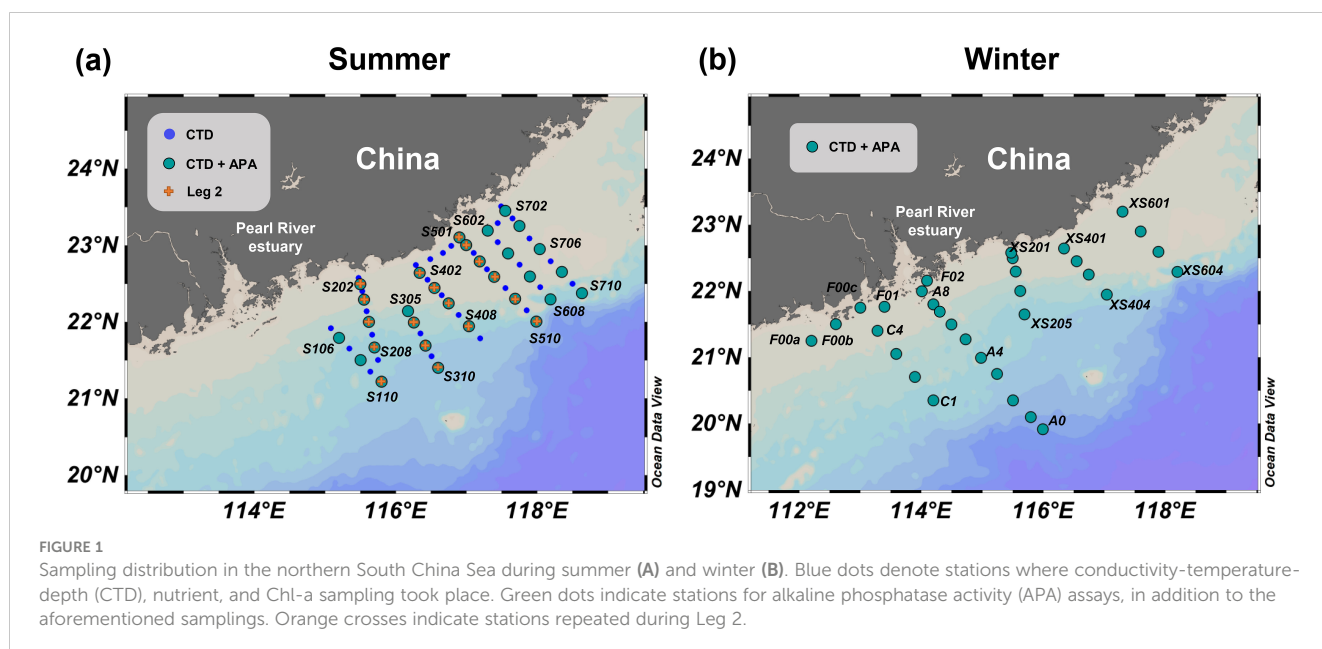 (a) Summer
CTD
CTD + APA
Leg 2
China
Pearl River
estuary
24°N
23°N
22°N
21°N
20°N
114°E 116°E 118°E
S702
S602
S501
S706
S402
S710
S202
S305
S408
S608
S106
S208
S510
S310
S110
Ocean Data View
(b) Winter
CTD + APA
China
Pearl River
estuary
24°N
23°N
22°N
21°N
20°N
19°N
112°E 114°E 116°E 118°E
XS601
XS401
XS201
F02
XS604
F00c
F01
A8
XS404
XS205
C4
F00a
F00b
A4
C1
A0
Ocean Data View
FIGURE 1
Sampling distribution in the northern South China Sea during summer (A) and winter (B). Blue dots denote stations where conductivity-temperature-
depth (CTD), nutrient, and Chl-a sampling took place. Green dots indicate stations for alkaline phosphatase activity (APA) assays, in addition to the
aforementioned samplings. Orange crosses indicate stations repeated during Leg 2.